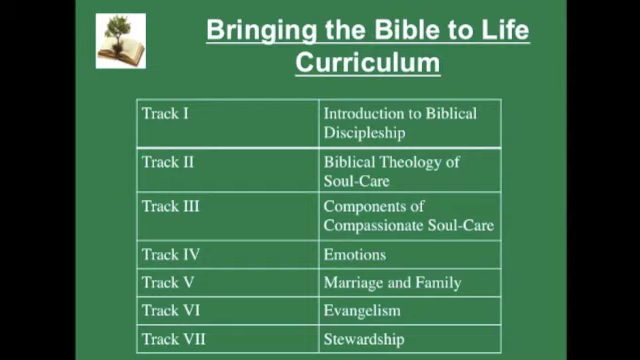 Bringing the Bible to Life
Curriculum
Track I
Introduction to Biblical
Discipleship
Track II
Biblical Theology of
Soul-Care
Track III
Components of
Compassionate Soul-Care
Track IV
Emotions
Track V
Marriage and Family
Track VI
Evangelism
Track VII
Stewardship